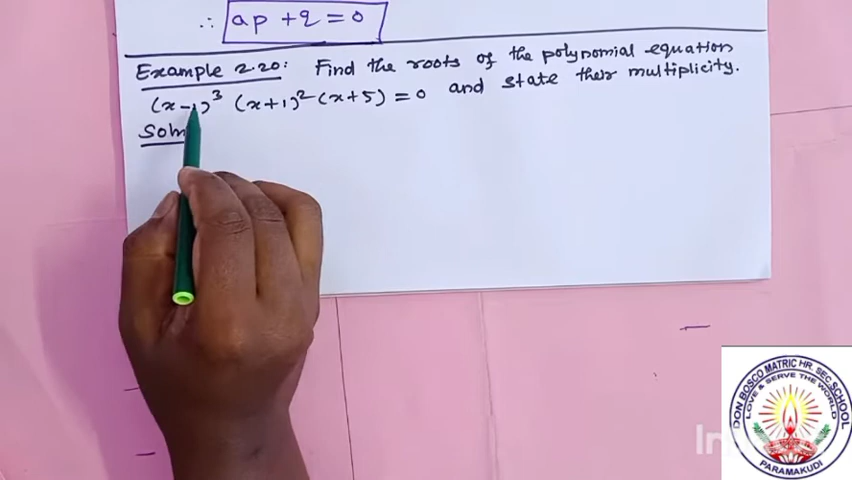 ∴ ap + q = 0
Example 2.20: Find the roots of the polynomial equation
(x-1)³ (x+1)² (x+5) = 0 and state their multiplicity.
Soln
DON BOSCO MATRIC HR. SEC. SCHOOL
LOVE & SERVE THE WORLD
PARAMAKUDI